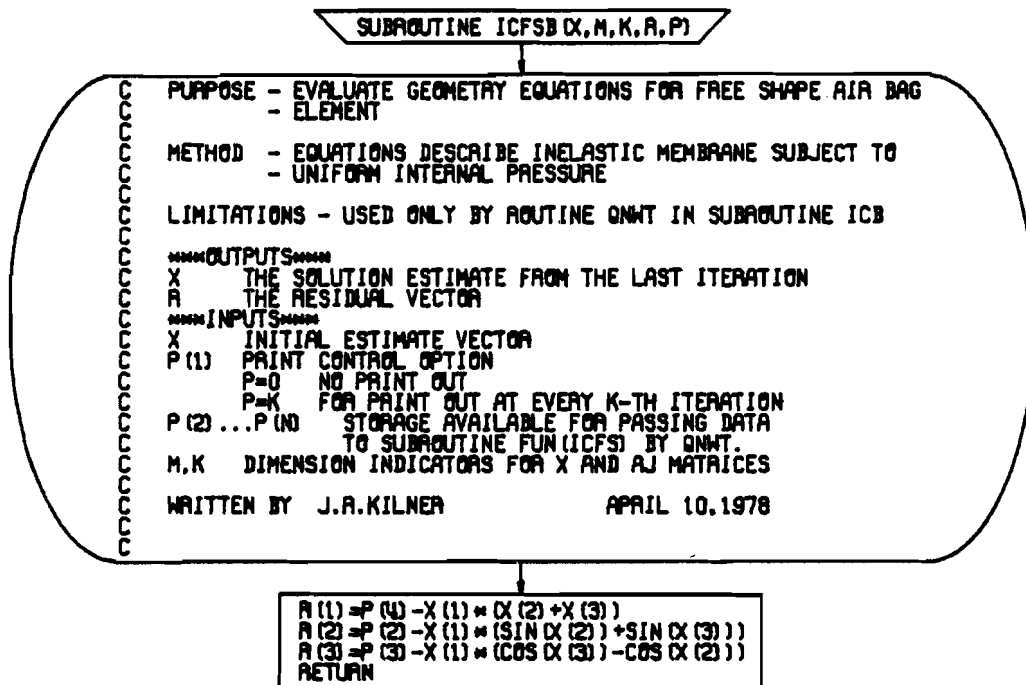 SUBROUTINE ICFSB(X,M,K,R,P)
C PURPOSE - EVALUATE GEOMETRY EQUATIONS FOR FREE SHAPE AIR BAG
C - ELEMENT
C
C METHOD - EQUATIONS DESCRIBE INELASTIC MEMBRANE SUBJECT TO
C - UNIFORM INTERNAL PRESSURE
C
C LIMITATIONS - USED ONLY BY ROUTINE QNWT IN SUBROUTINE ICB
C
C ***OUTPUTS***
C X THE SOLUTION ESTIMATE FROM THE LAST ITERATION
C R THE RESIDUAL VECTOR
C ***INPUTS***
C X INITIAL ESTIMATE VECTOR
C P(1) PRINT CONTROL OPTION
C P=0 NO PRINT OUT
C P=K FOR PRINT OUT AT EVERY K-TH ITERATION
C P(2)...P(N) STORAGE AVAILABLE FOR PASSING DATA
C TO SUBROUTINE FUN(ICFS) BY QNWT.
C M,K DIMENSION INDICATORS FOR X AND AJ MATRICES
C
C WRITTEN BY J.R.KILNER APRIL 10,1978
C
C
R(1)=P(4)-X(1)*(X(2)+X(3))
R(2)=P(2)-X(1)*(SIN(X(2))+SIN(X(3)))
R(3)=P(3)-X(1)*(COS(X(3))-COS(X(2)))
RETURN